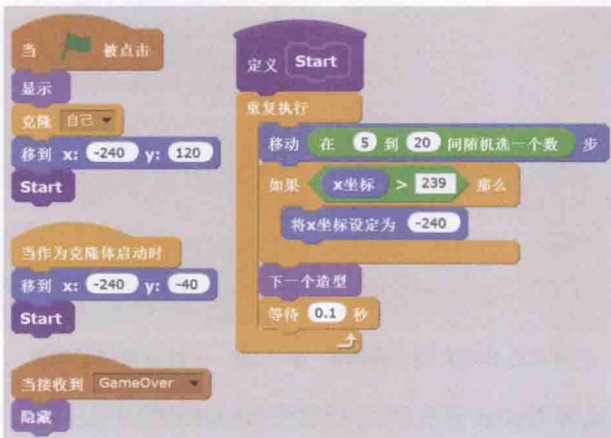 当 被点击
显示
克隆 自己
移到 x: -240 y: 120
Start
当作为克隆体启动时
移到 x: -240 y: -40
Start
当接收到 GameOver
隐藏
定义 Start
重复执行
移动 在 5 到 20 间随机选一个数 步
如果 x坐标 > 239 那么
将x坐标设定为 -240
下一个造型
等待 0.1 秒